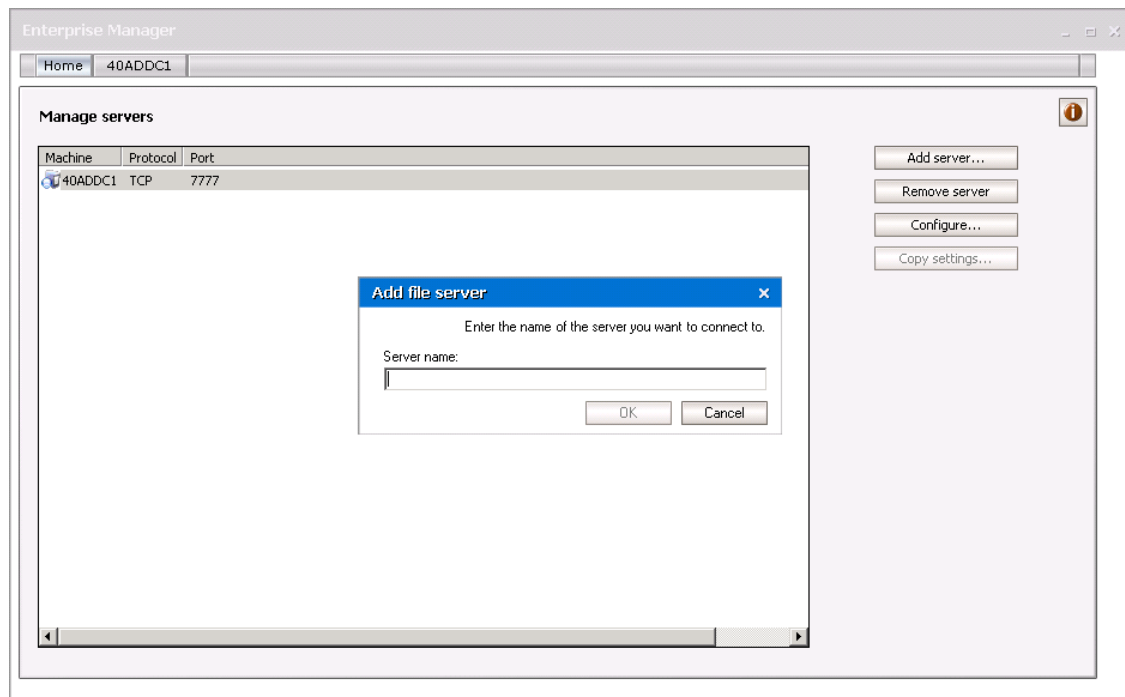 Enterprise Manager
Home 40ADDC1
Manage servers
Machine Protocol Port
40ADDC1 TCP 7777
Add server...
Remove server
Configure...
Copy settings...
Add file server
Enter the name of the server you want to connect to.
Server name:
OK Cancel